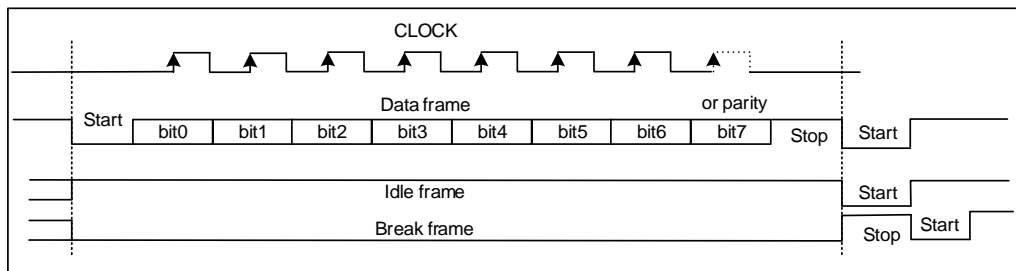 CLOCK
Data frame
or parity
Start
bit0 bit1 bit2 bit3 bit4 bit5 bit6 bit7
Stop
Start
Idle frame
Start
Break frame
Stop
Start